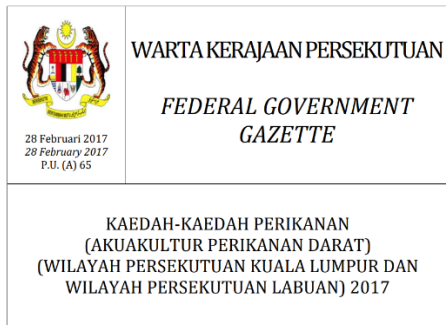 WARTA KERAJAAN PERSEKUTUAN
FEDERAL GOVERNMENT
GAZETTE
28 Februari 2017
28 February 2017
P.U. (A) 65
KAEDAH-KAEDAH PERIKANAN
(AKUAKULTUR PERIKANAN DARAT)
(WILAYAH PERSEKUTUAN KUALA LUMPUR DAN
WILAYAH PERSEKUTUAN LABUAN) 2017